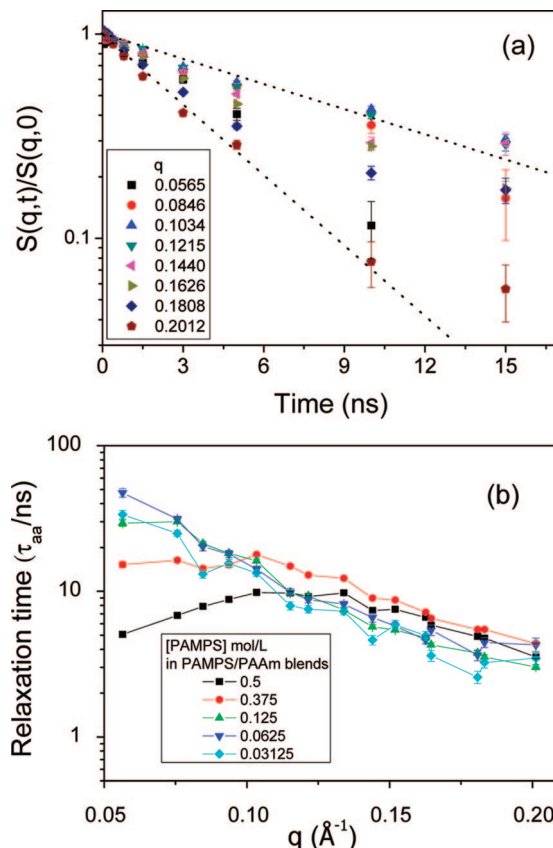 (a)
1
0.1
S(q,t)/S(q,0)
q
0.0565
0.0846
0.1034
0.1215
0.1440
0.1626
0.1808
0.2012
0 3 6 9 12 15
Time (ns)
(b)
100
10
1
Relaxation time (τaa/ns)
[PAMPS] mol/L
in PAMPS/PAAm blends
0.5
0.375
0.125
0.0625
0.03125
0.05 0.10 0.15 0.20
q (Å-1)